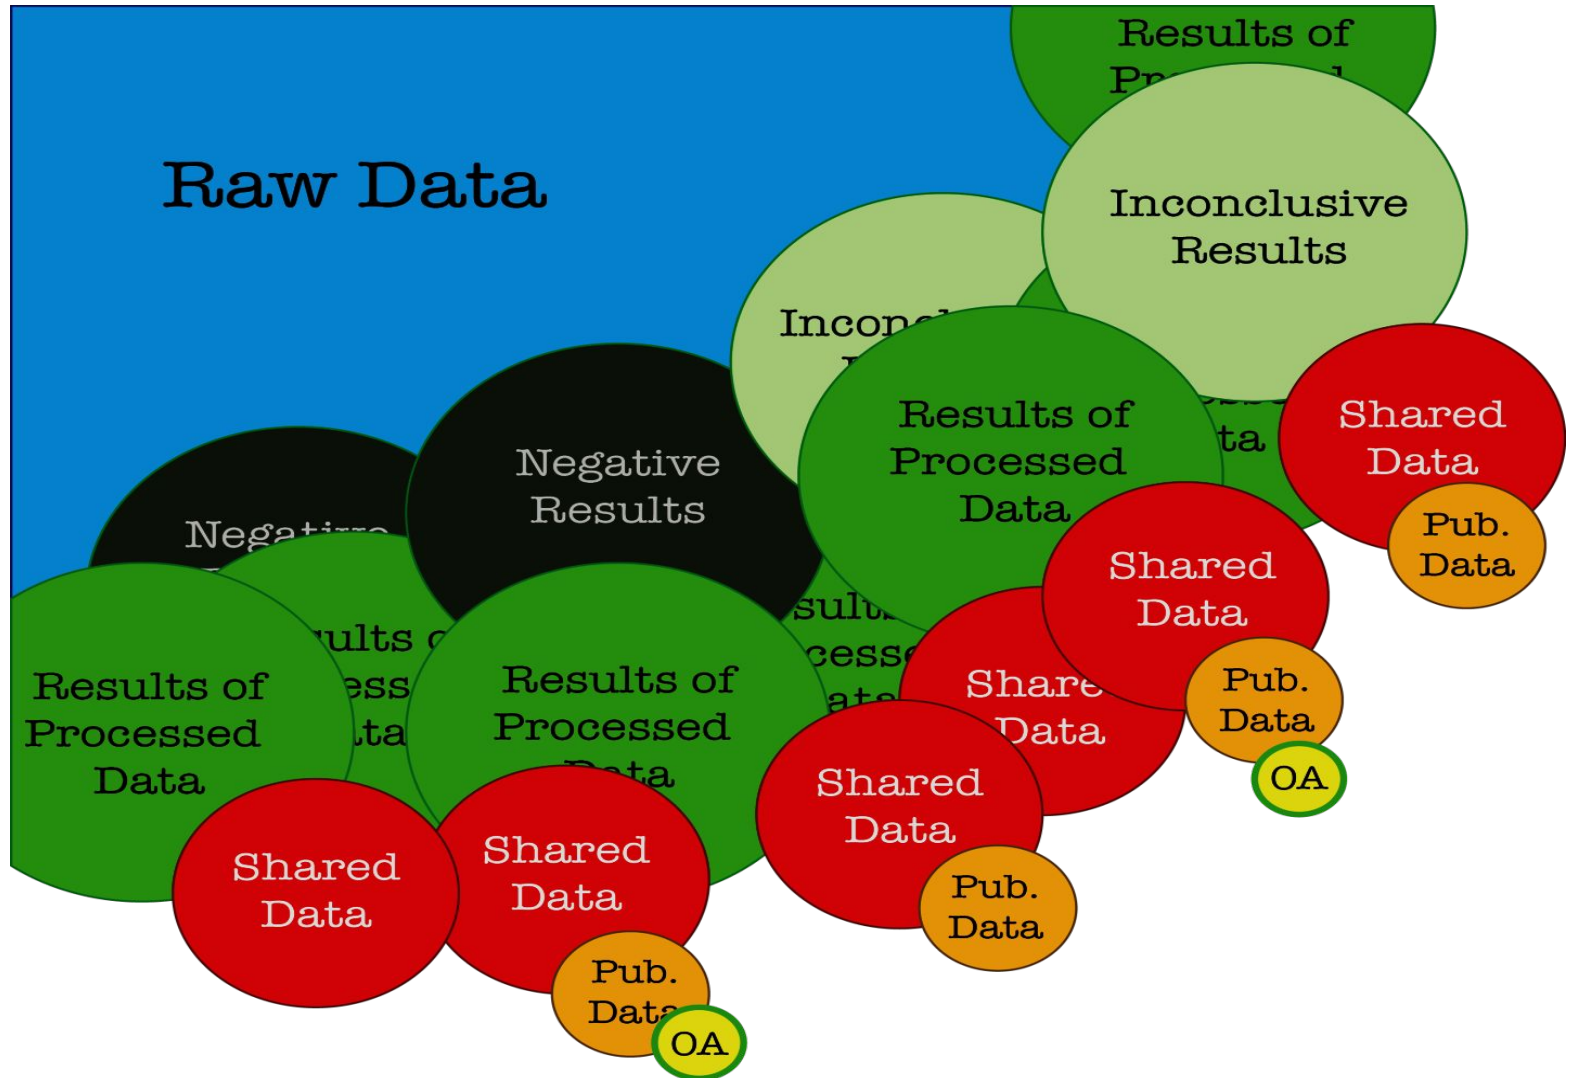 Results of
Raw Data
Inconclusive
Results
Results of
Processed
Data
Shared
Data
Negative
Results
Pub.
Data
Shared
Data
Results of
Processed
Data
Results of
Processed
Data
Pub.
Data
OA
Data
Shared
Data
Shared
Data
Shared
Data
Pub.
Data
Pub.
Data
OA